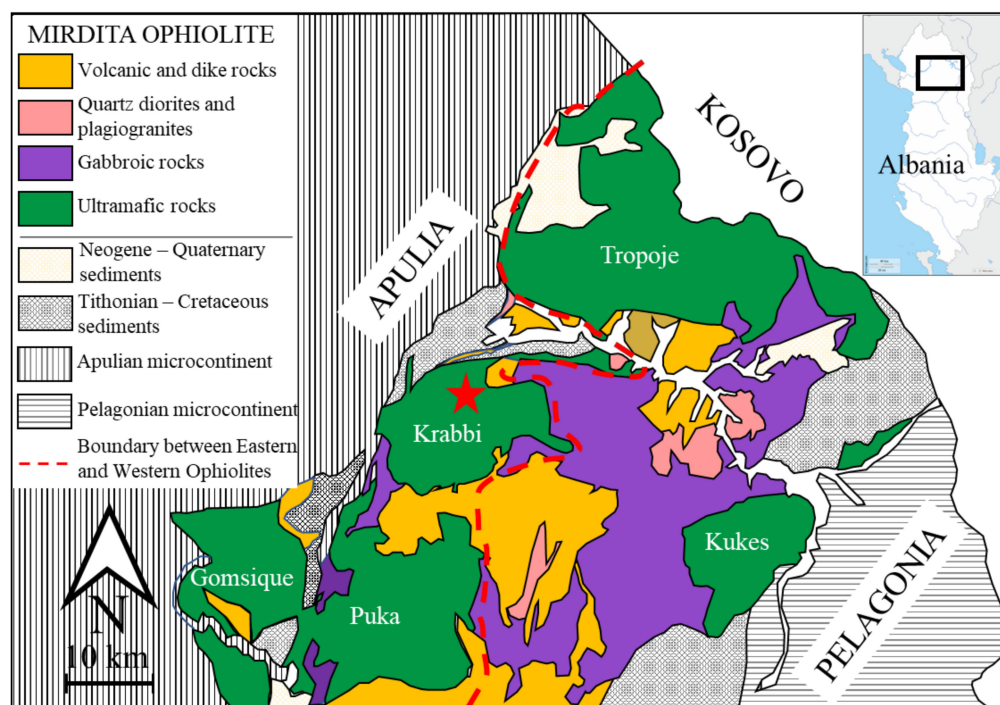 MIRDITA OPHIOLITE
Volcanic and dike rocks
Quartz diorites and
plagiogranites
Gabbroic rocks
Ultramafic rocks
Neogene – Quaternary
sediments
Tithonian – Cretaceous
sediments
Apulian microcontinent
Pelagonian microcontinent
Boundary between Eastern
and Western Ophiolites
KOSOVO
Albania
APULIA
Tropoje
Krabbi
Kukes
Gomsique
Puka
PELAGONIA
N
10 km